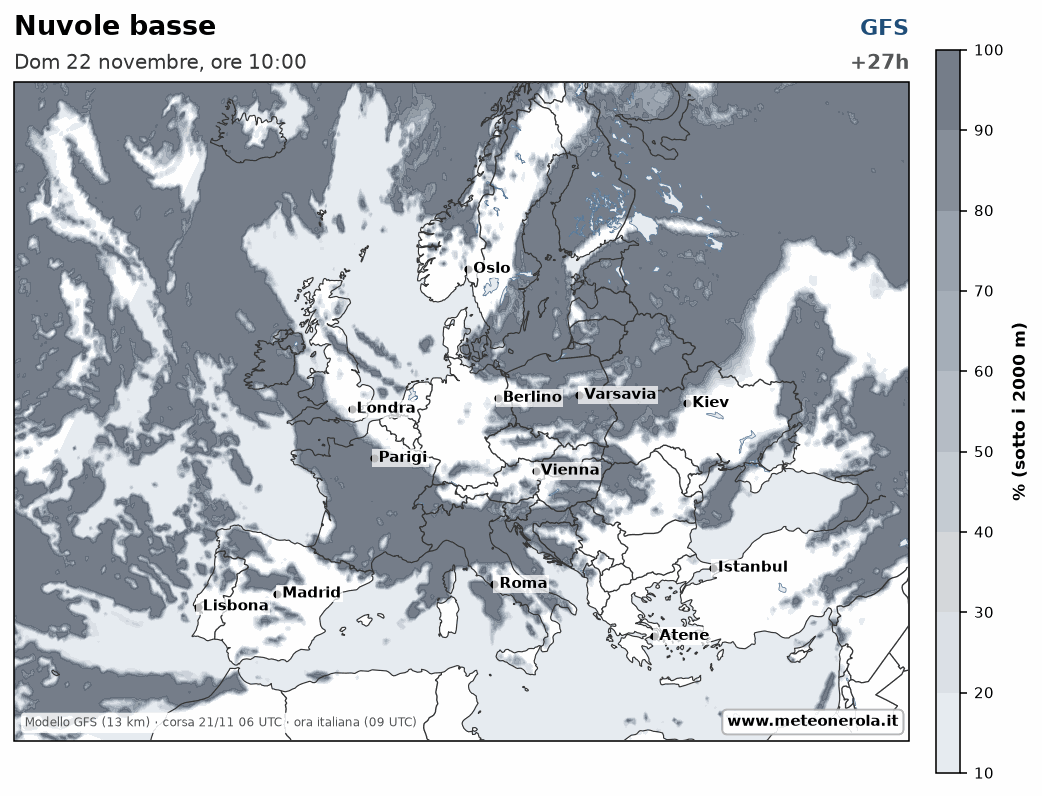 Nuvole basse
GFS
Dom 22 novembre, ore 10:00
+27h
100
90
80
70
60
50
40
30
20
10
% (sotto i 2000 m)
Oslo
Berlino
Varsavia
Kiev
Londra
Parigi
Vienna
Istanbul
Roma
Madrid
Lisbona
Atene
Modello GFS (13 km) · corsa 21/11 06 UTC · ora italiana (09 UTC)
www.meteonerola.it